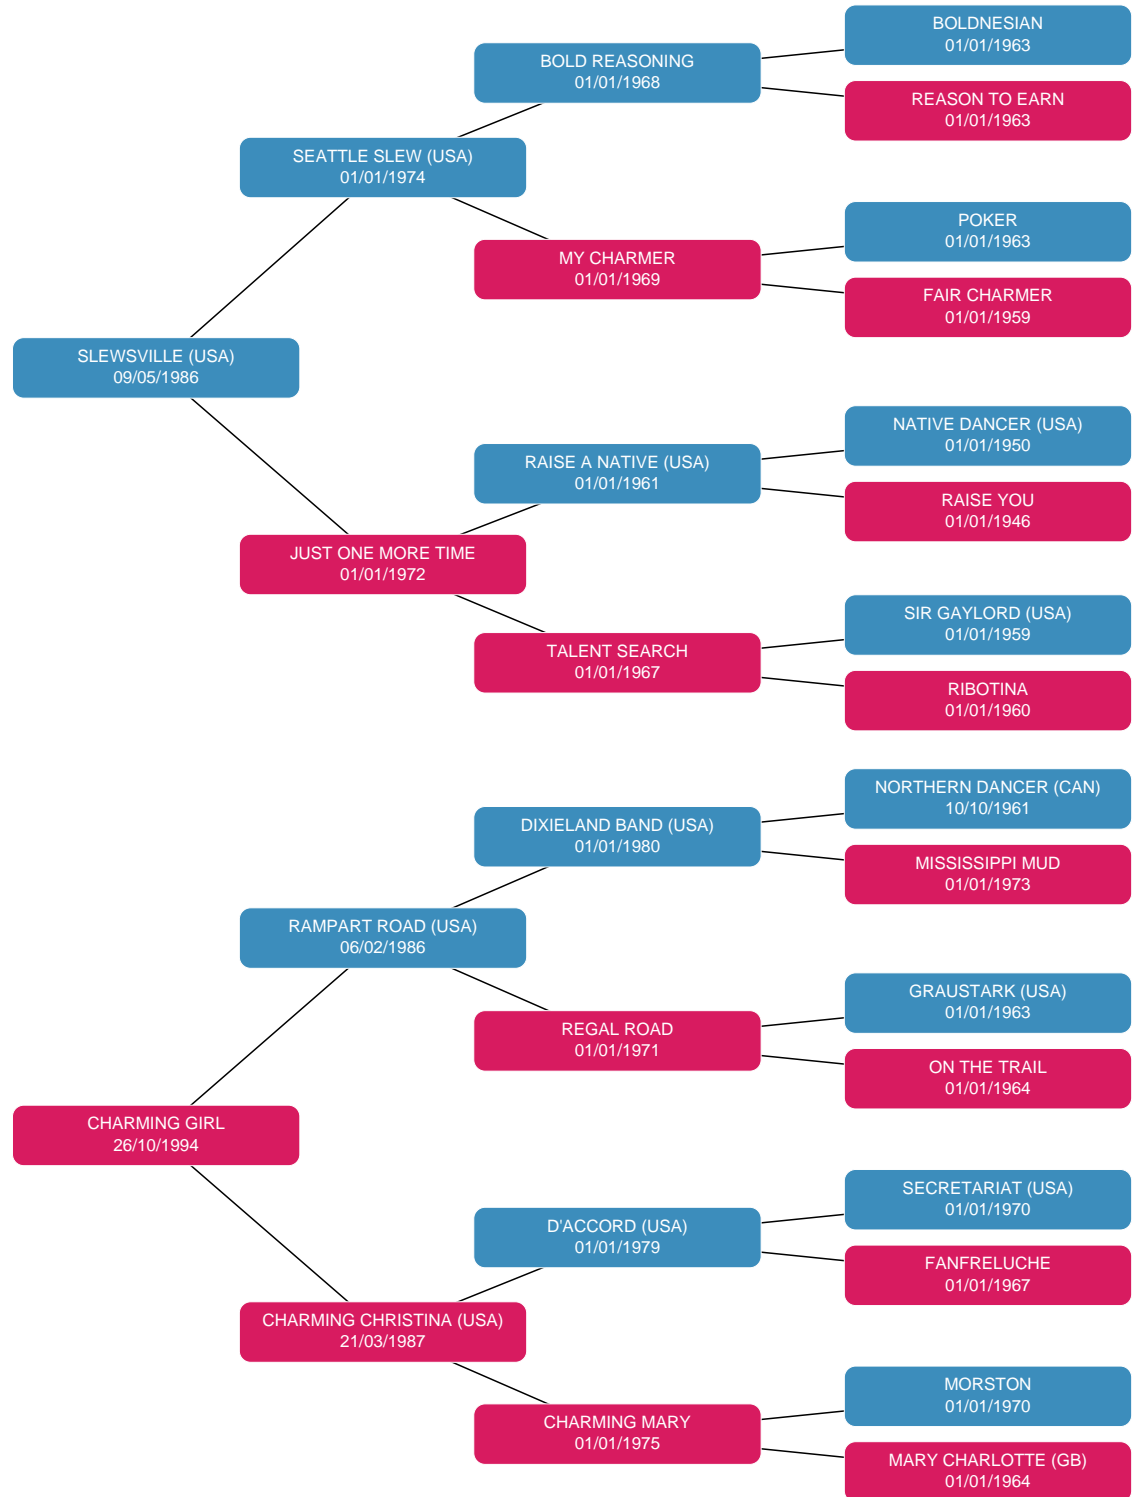 BOLDNESIAN
01/01/1963
BOLD REASONING
01/01/1968
REASON TO EARN
01/01/1963
SEATTLE SLEW (USA)
01/01/1974
POKER
01/01/1963
MY CHARMER
01/01/1969
FAIR CHARMER
01/01/1959
SLEWSVILLE (USA)
09/05/1986
NATIVE DANCER (USA)
01/01/1950
RAISE A NATIVE (USA)
01/01/1961
RAISE YOU
01/01/1946
JUST ONE MORE TIME
01/01/1972
SIR GAYLORD (USA)
01/01/1959
TALENT SEARCH
01/01/1967
RIBOTINA
01/01/1960
NORTHERN DANCER (CAN)
10/10/1961
DIXIELAND BAND (USA)
01/01/1980
MISSISSIPPI MUD
01/01/1973
RAMPART ROAD (USA)
06/02/1986
GRAUSTARK (USA)
01/01/1963
REGAL ROAD
01/01/1971
ON THE TRAIL
01/01/1964
CHARMING GIRL
26/10/1994
SECRETARIAT (USA)
01/01/1970
D'ACCORD (USA)
01/01/1979
FANFRELUCHE
01/01/1967
CHARMING CHRISTINA (USA)
21/03/1987
MORSTON
01/01/1970
CHARMING MARY
01/01/1975
MARY CHARLOTTE (GB)
01/01/1964